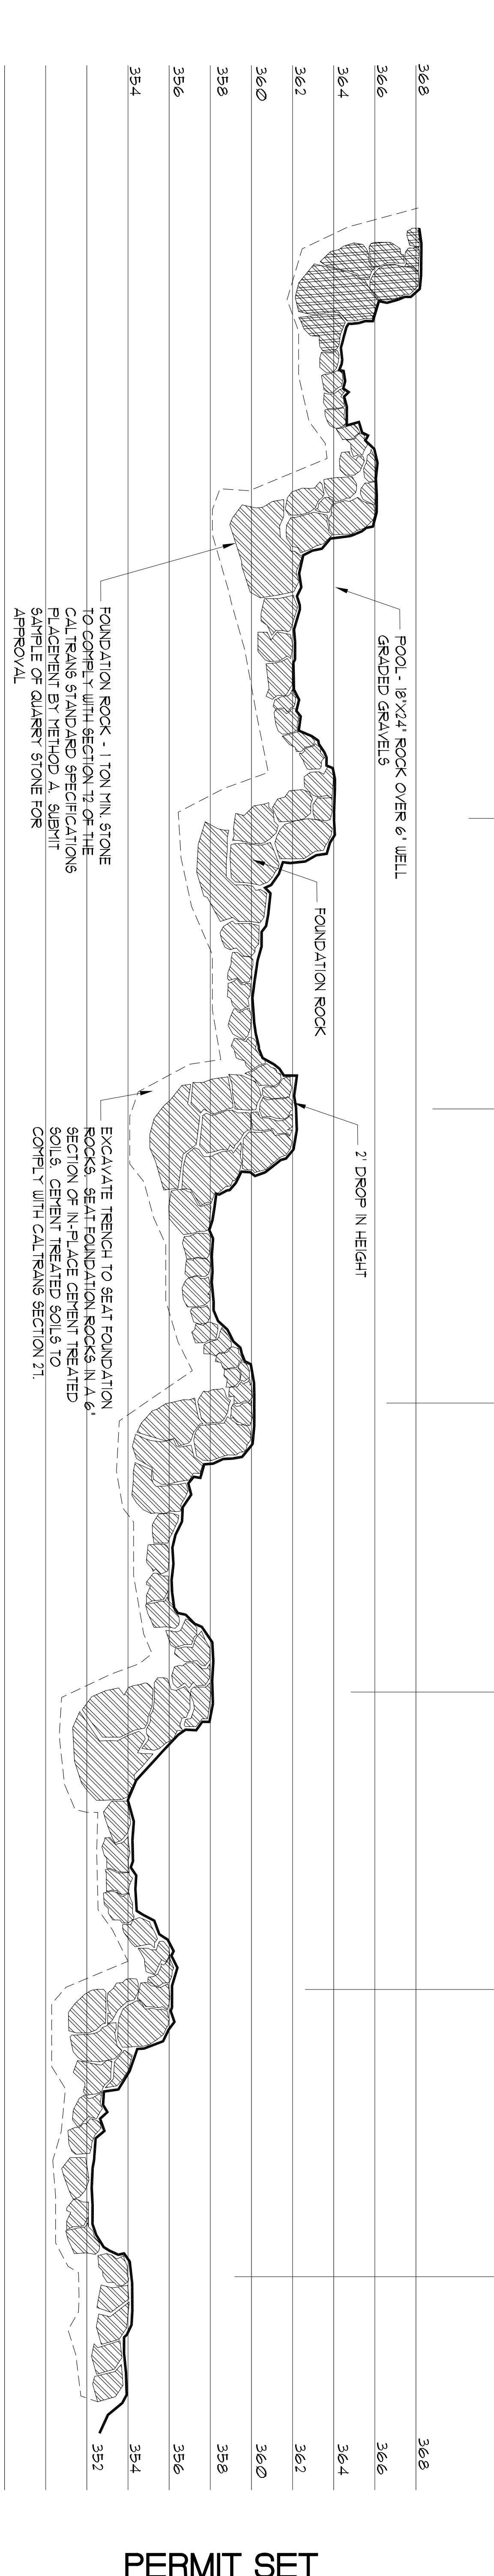 368
366
364
362
360
358
356
354
POOL- 18"X24" ROCK OVER 6" WELL
GRADED GRAVELS
FOUNDATION ROCK - 1 TON MIN. STONE
TO COMPLY WITH SECTION 72 OF THE
CALTRANS STANDARD SPECIFICATIONS
PLACEMENT BY METHOD A. SUBMIT
SAMPLE OF QUARRY STONE FOR
APPROVAL
FOUNDATION ROCK
2' DROP IN HEIGHT
EXCAVATE TRENCH TO SEAT FOUNDATION
ROCKS. SEAT FOUNDATION ROCKS IN A 6"
SECTION OF IN-PLACE CEMENT TREATED
SOILS. CEMENT TREATED SOILS TO
COMPLY WITH CALTRANS SECTION 27.
368
366
364
362
360
358
356
354
352
PERMIT SET